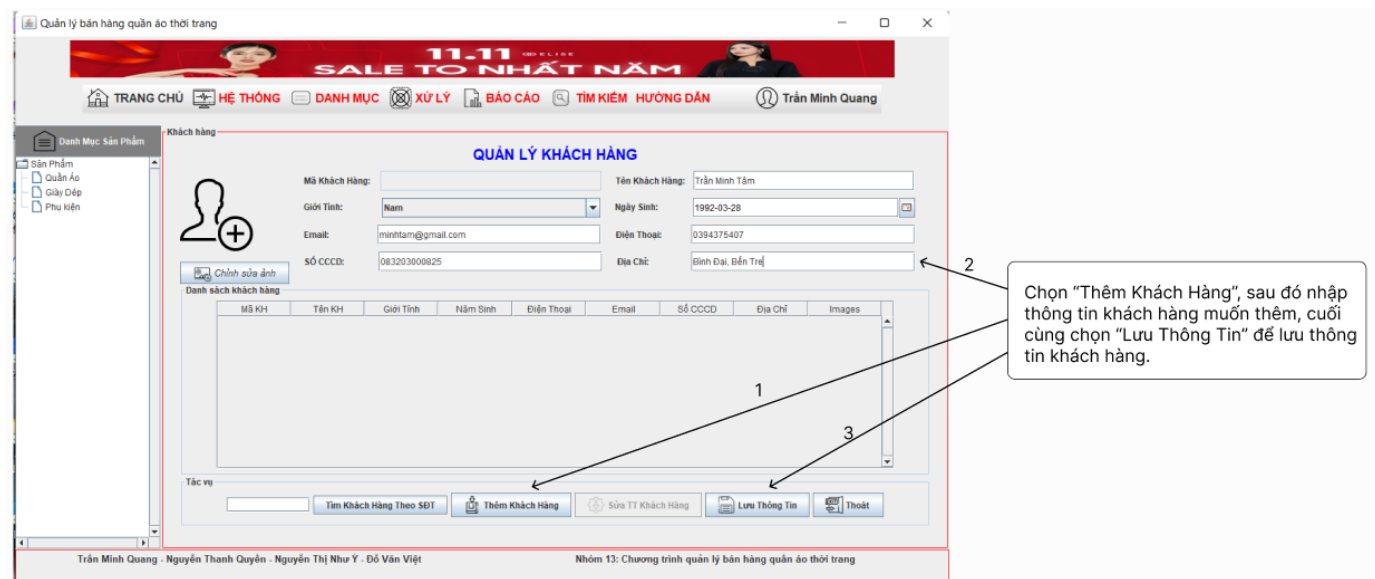 Quản lý bán hàng quần áo thời trang
11.11 ELISE
SALE TO NHẤT NĂM
TRANG CHỦ HỆ THỐNG DANH MỤC XỬ LÝ BÁO CÁO TÌM KIẾM HƯỚNG DẪN Trần Minh Quang
Danh Mục Sản Phẩm
Sản Phẩm
Quần Áo
Giày Dép
Phụ kiện
Khách hàng
QUẢN LÝ KHÁCH HÀNG
Mã Khách Hàng: Tên Khách Hàng: Trần Minh Tâm
Giới Tính: Nam Ngày Sinh: 1992-03-28
Email: minhtam@gmail.com Điện Thoại: 0394375407
SỐ CCCD: 083203000825 Địa Chỉ: Bình Đại, Bến Tre
Chỉnh sửa ảnh
Danh sách khách hàng
Mã KH Tên KH Giới Tính Năm Sinh Điện Thoại Email Số CCCD Địa Chỉ Images
2
Chọn “Thêm Khách Hàng”, sau đó nhập
thông tin khách hàng muốn thêm, cuối
cùng chọn “Lưu Thông Tin” để lưu thông
tin khách hàng.
1
3
Tác vụ
Tìm Khách Hàng Theo SĐT Thêm Khách Hàng Sửa TT Khách Hàng Lưu Thông Tin Thoát
Trần Minh Quang - Nguyễn Thanh Quyền - Nguyễn Thị Như Ý - Đỗ Văn Việt Nhóm 13: Chương trình quản lý bán hàng quần áo thời trang